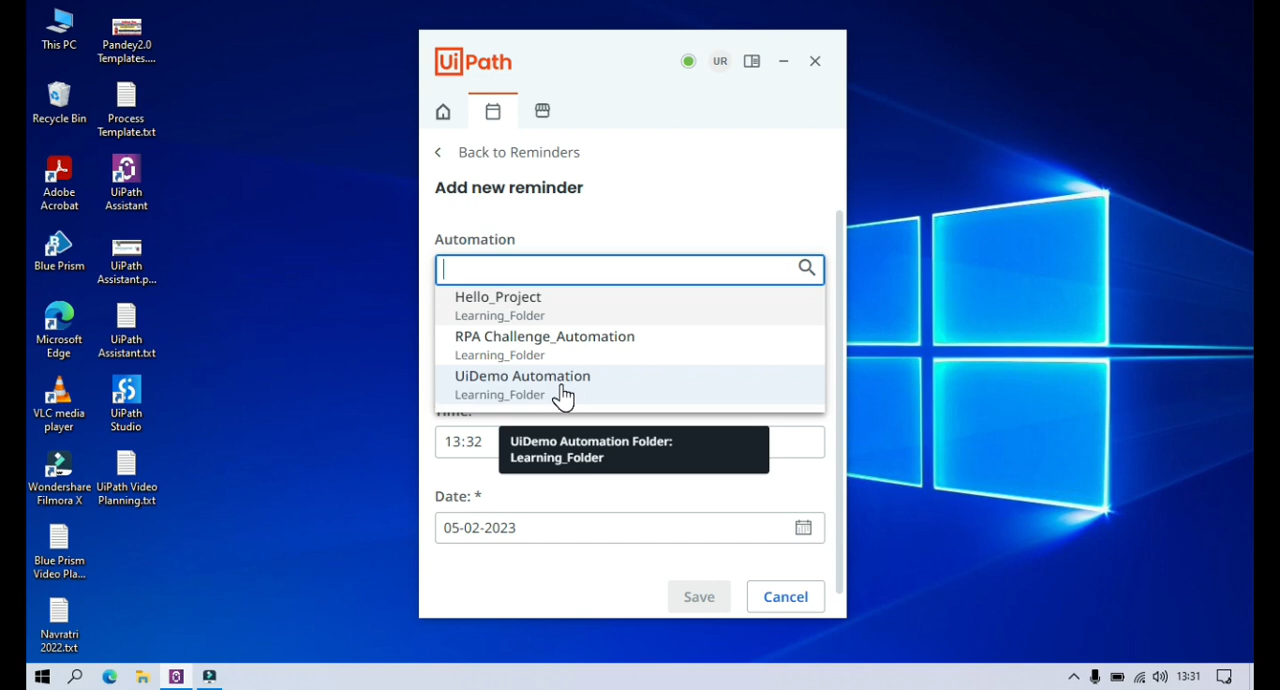 This PC
Pandey2.0
Templates....
Recycle Bin
Process
Template.txt
Adobe
Acrobat
UiPath
Assistant
Blue Prism
UiPath
Assistant.p...
Microsoft
Edge
UiPath
Assistant.txt
VLC media
player
UiPath
Studio
Wondershare
Filmora X
UiPath Video
Planning.txt
Blue Prism
Video Pla...
Navratri
2022.txt
UiPath
UR
Back to Reminders
Add new reminder
Automation
Hello_Project
Learning_Folder
RPA Challenge_Automation
Learning_Folder
UiDemo Automation
Learning_Folder
13:32
UiDemo Automation Folder:
Learning_Folder
Date: *
05-02-2023
Save
Cancel
13:31